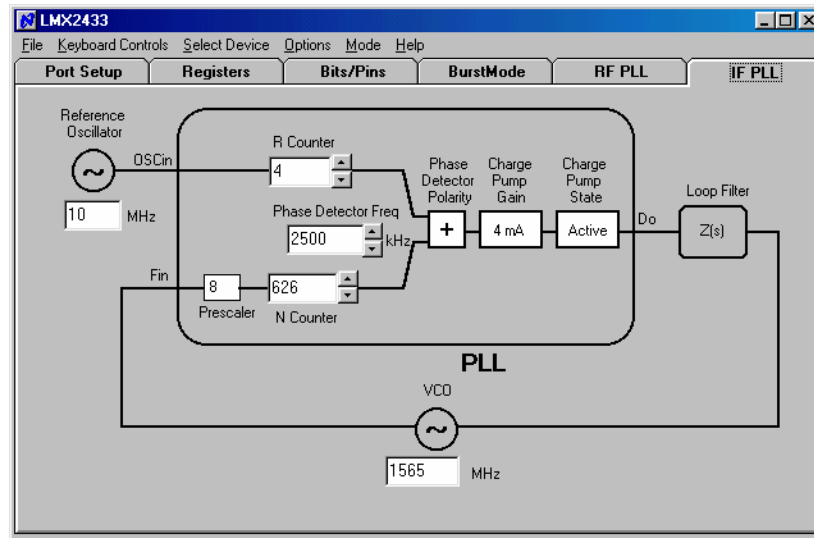 LMX2433
File Keyboard Controls Select Device Options Mode Help
Port Setup Registers Bits/Pins BurstMode RF PLL IF PLL
Reference
Oscillator
OSCin
10 MHz
R Counter
4
Phase Detector Freq
2500 kHz
Fin
8
Prescaler
626
N Counter
Phase
Detector
Polarity
+
Charge
Pump
Gain
4 mA
Charge
Pump
State
Active
Do
Loop Filter
Z(s)
PLL
VCO
1565 MHz